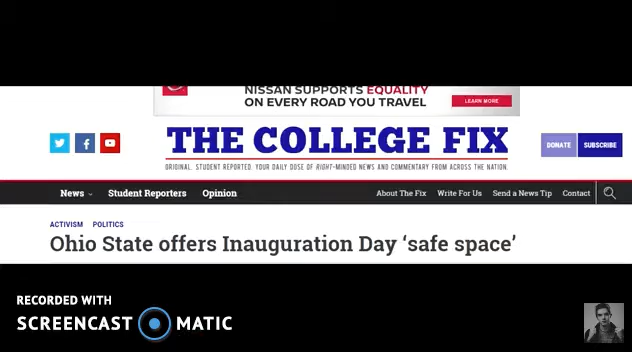 NISSAN SUPPORTS EQUALITY
ON EVERY ROAD YOU TRAVEL
LEARN MORE
THE COLLEGE FIX
ORIGINAL. STUDENT REPORTED. YOUR DAILY DOSE OF RIGHT-MINDED NEWS AND COMMENTARY FROM ACROSS THE NATION.
DONATE SUBSCRIBE
News Student Reporters Opinion About The Fix Write For Us Send a News Tip Contact
ACTIVISM POLITICS
Ohio State offers Inauguration Day ‘safe space’
RECORDED WITH
SCREENCAST MATIC